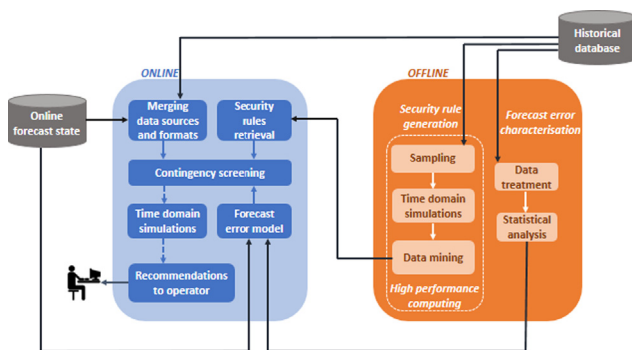 Historical
database
ONLINE
OFFLINE
Online
forecast state
Merging
data sources
and formats
Security
rules
retrieval
Contingency screening
Time domain
simulations
Forecast
error model
Recommendations
to operator
Security rule
generation
Forecast error
characterisation
Sampling
Time domain
simulations
Data mining
High performance
computing
Data
treatment
Statistical
analysis